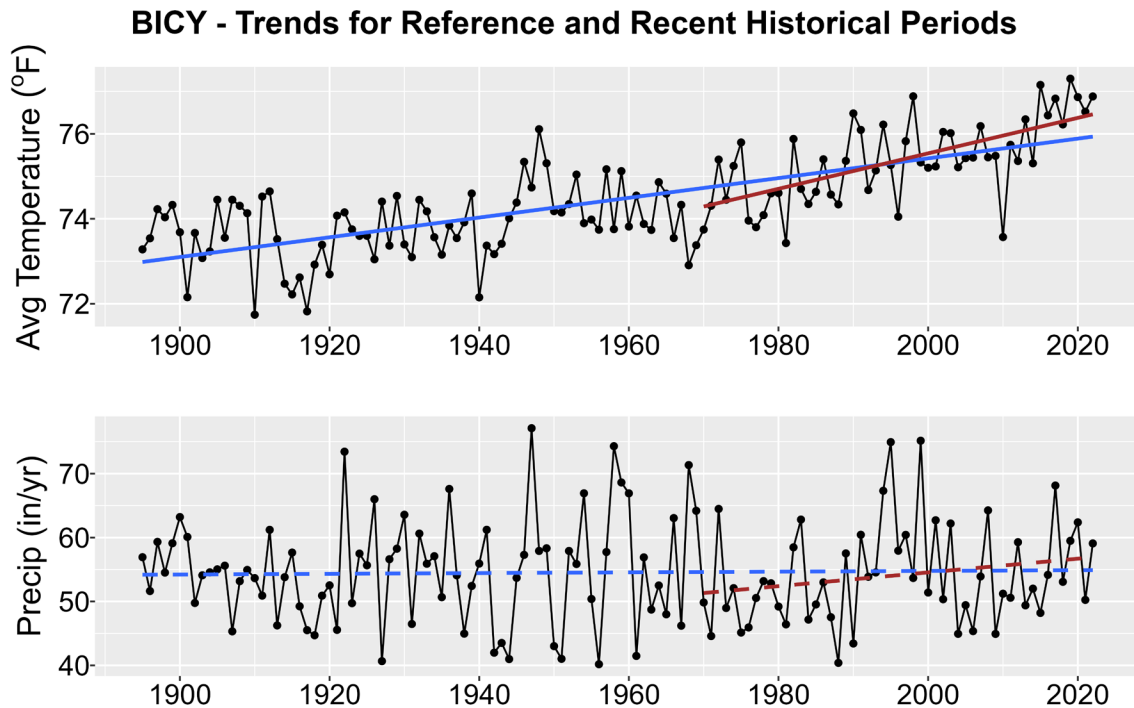 BICY - Trends for Reference and Recent Historical Periods
Avg Temperature (°F)
76
74
72
1900 1920 1940 1960 1980 2000 2020
Precip (in/yr)
70
60
50
40
1900 1920 1940 1960 1980 2000 2020